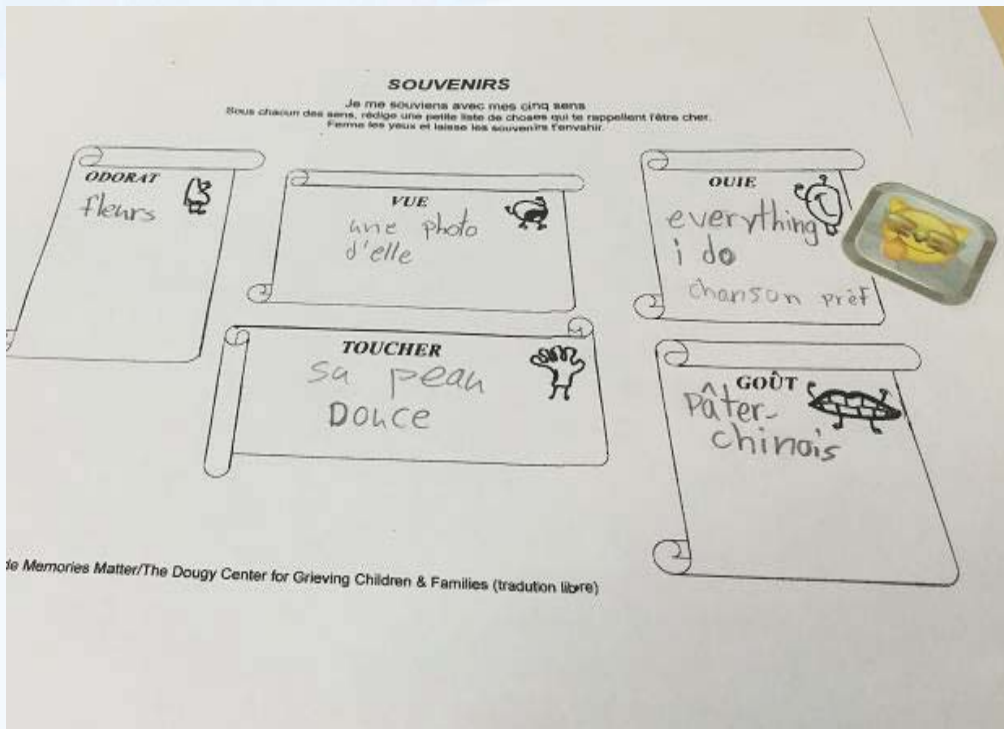 SOUVENIRS
Je me souviens avec mes cinq sens
Sous chacun des sens, rédige une petite liste de choses qui te rappellent l'être cher.
Ferme les yeux et laisse les souvenirs t'envahir.
ODORAT
fleurs
VUE
une photo
d'elle
OUIE
everything
i do
chanson préf
TOUCHER
sa peau
Douce
GOÛT
Pâter-
chinois
de Memories Matter/The Dougy Center for Grieving Children & Families (tradution libre)